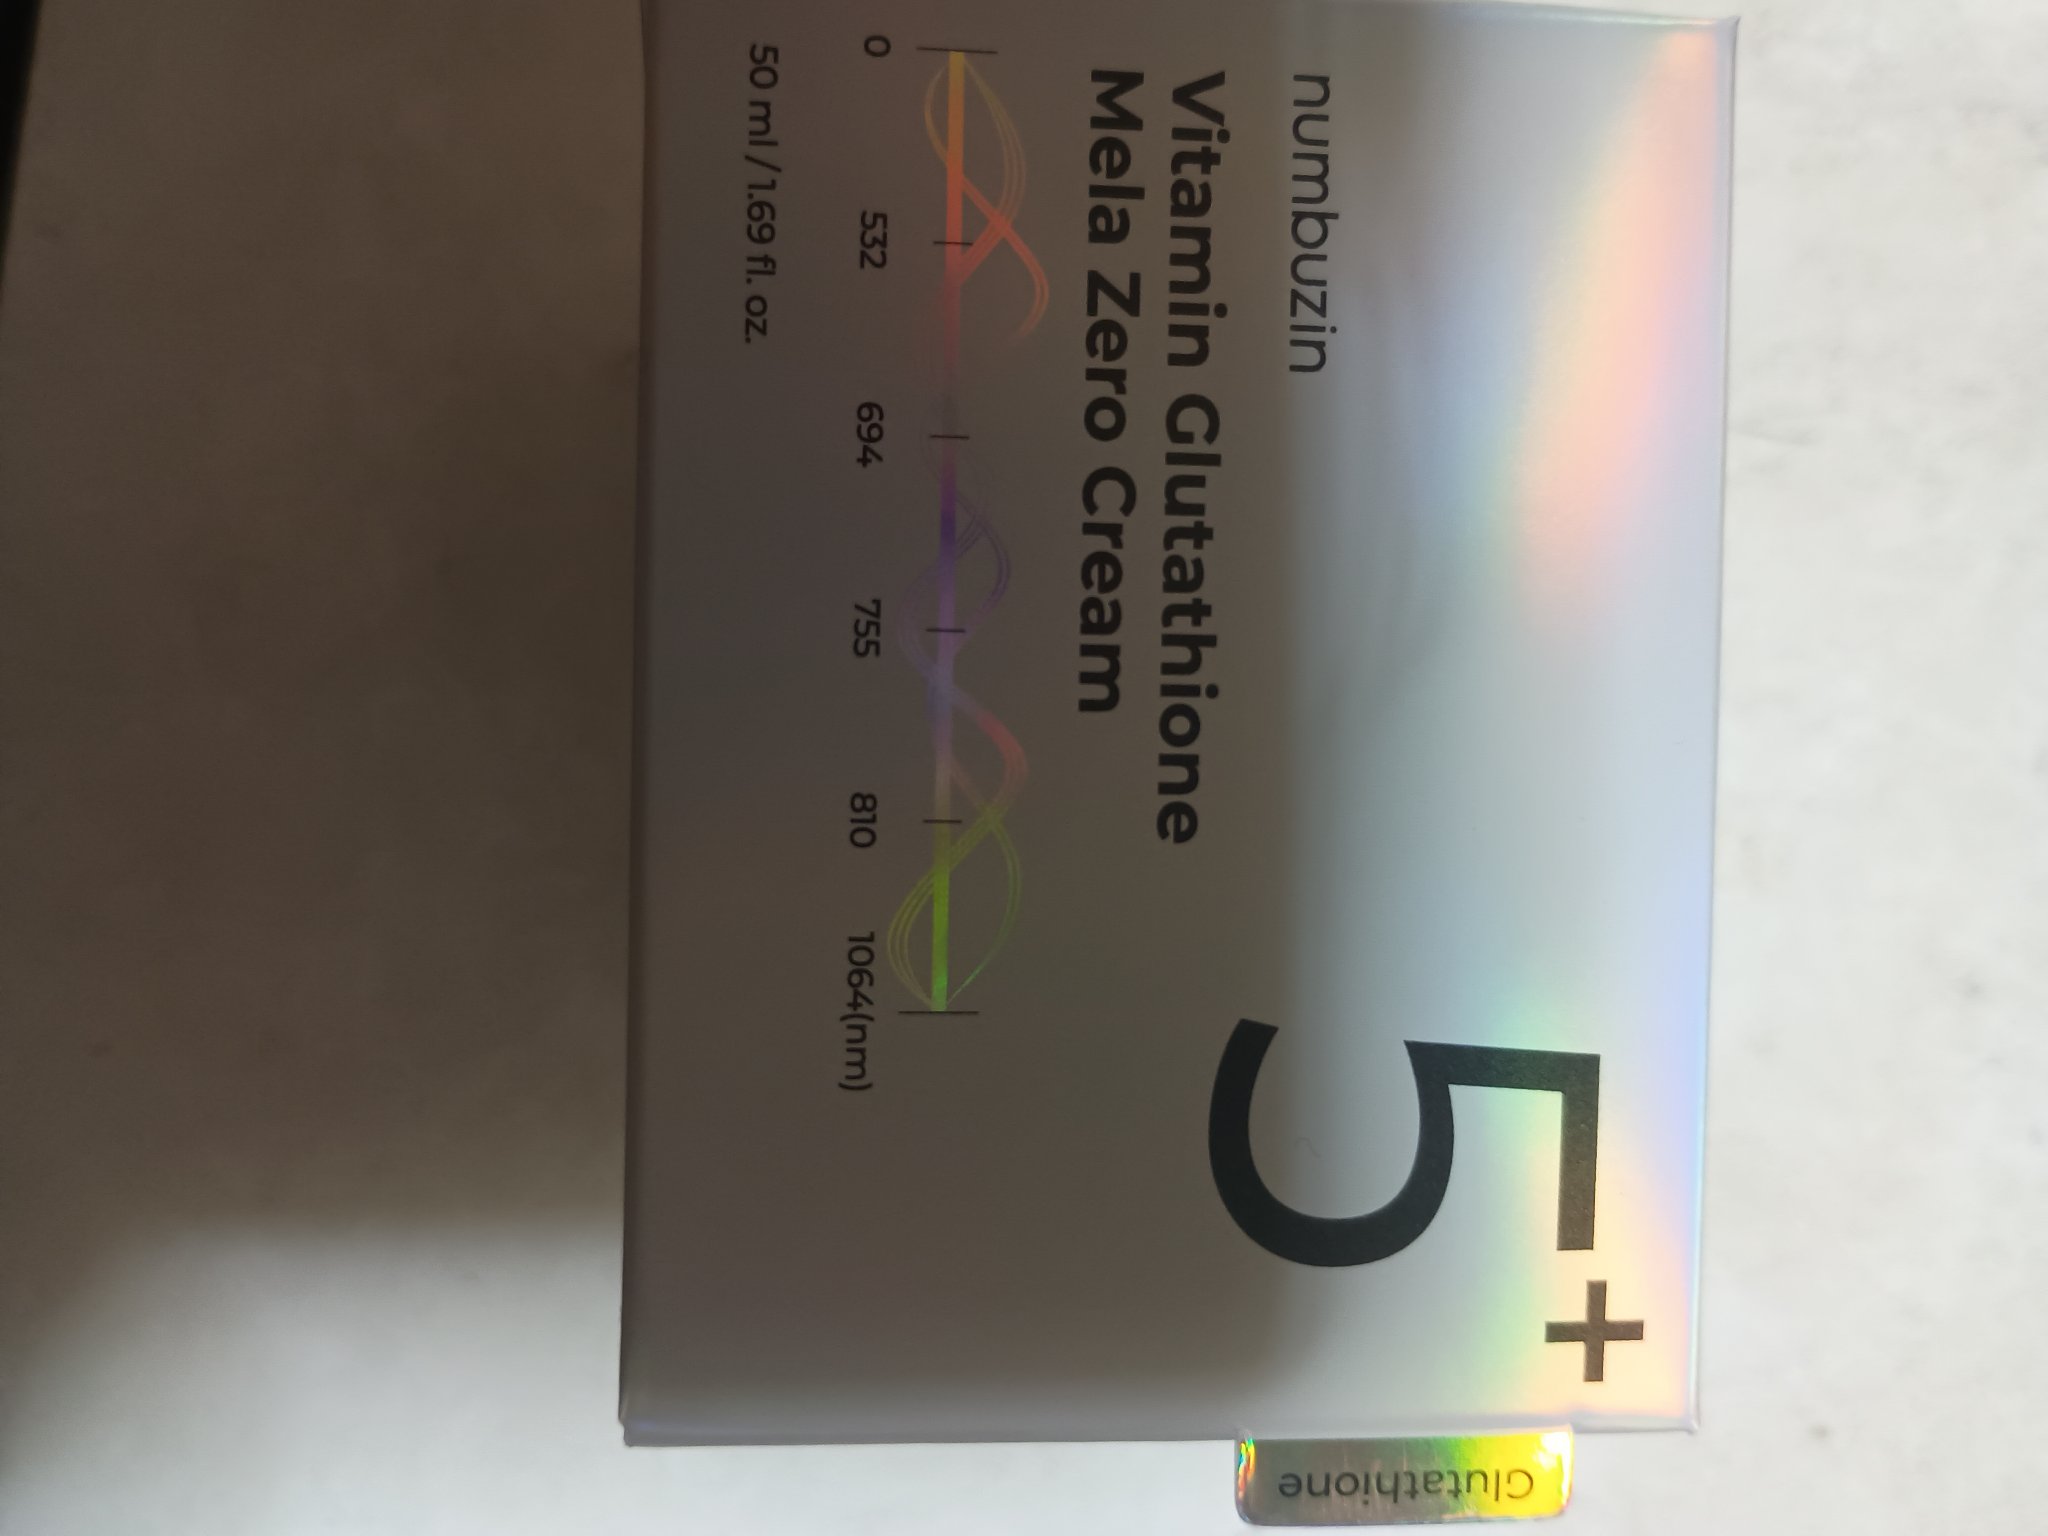 numbuzin
5+
Vitamin Glutathione
Mela Zero Cream
0 532 694 755 810 1064(nm)
50 ml / 1.69 fl. oz.
Glutathione